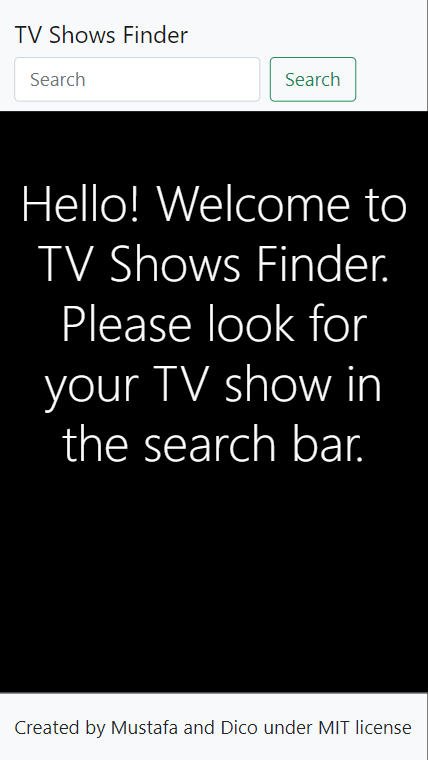 TV Shows Finder
Search Search
Hello! Welcome to
TV Shows Finder.
Please look for
your TV show in
the search bar.
Created by Mustafa and Dico under MIT license